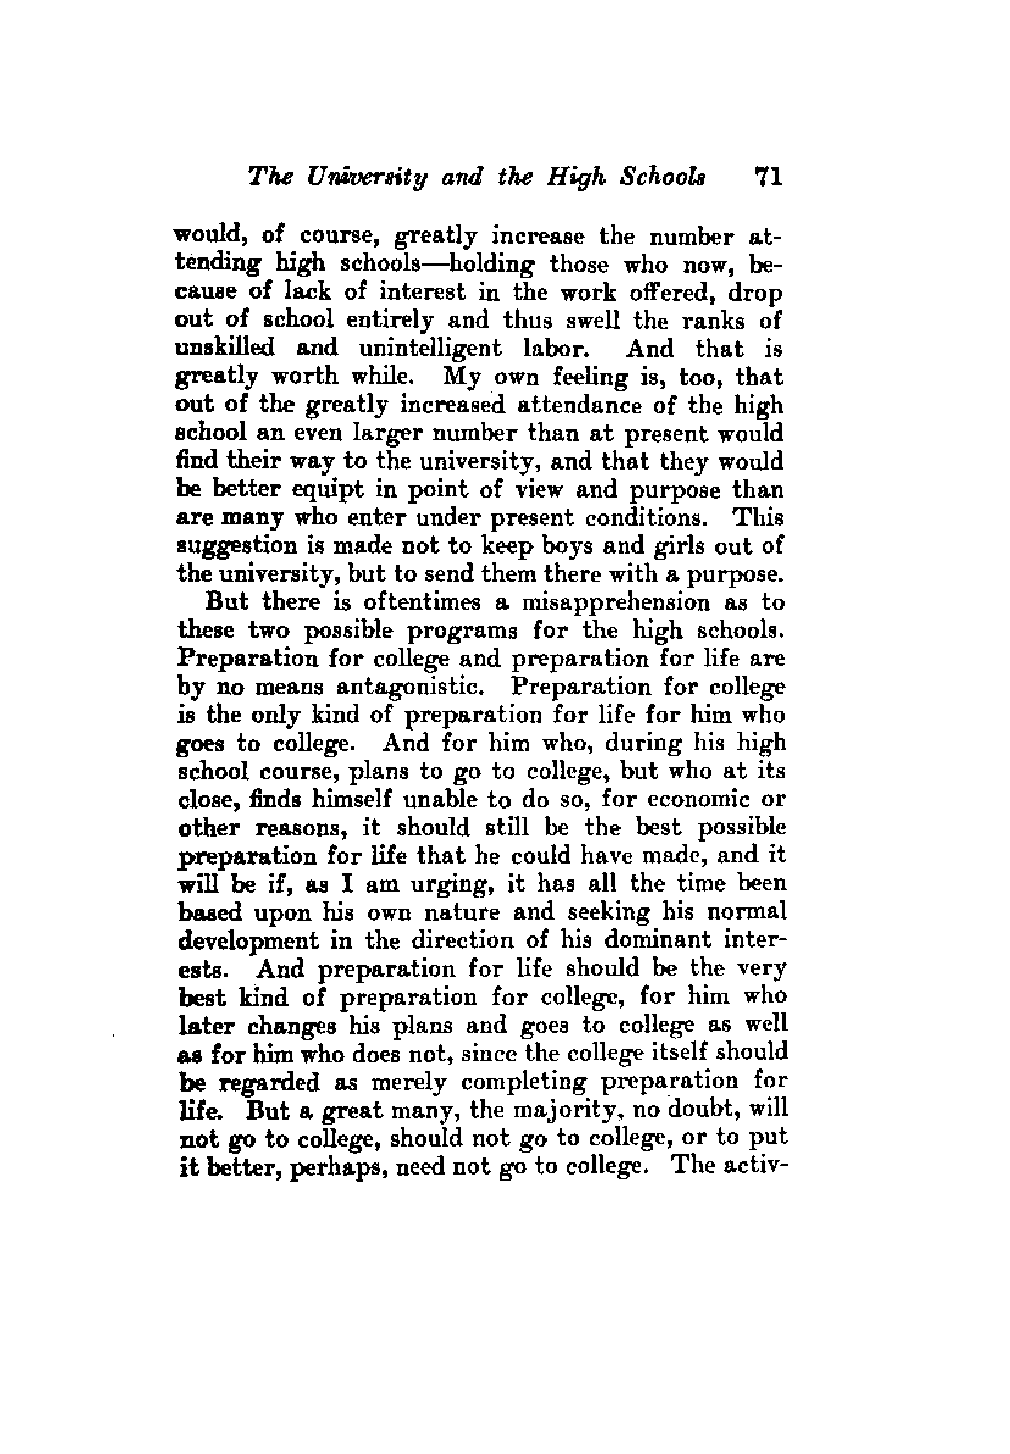 The University and the High Schools 71
would, of course, greatly increase the number at-
tending high schools—holding those who now, be-
cause of lack of interest in the work offered, drop
out of school entirely and thus swell the ranks of
unskilled and unintelligent labor. And that is
greatly worth while. My own feeling is, too, that
out of the greatly increased attendance of the high
school an even larger number than at present would
find their way to the university, and that they would
be better equipt in point of view and purpose than
are many who enter under present conditions. This
suggestion is made not to keep boys and girls out of
the university, but to send them there with a purpose.
But there is oftentimes a misapprehension as to
these two possible programs for the high schools.
Preparation for college and preparation for life are
by no means antagonistic. Preparation for college
is the only kind of preparation for life for him who
goes to college. And for him who, during his high
school course, plans to go to college, but who at its
close, finds himself unable to do so, for economic or
other reasons, it should still be the best possible
preparation for life that he could have made, and it
will be if, as I am urging, it has all the time been
based upon his own nature and seeking his normal
development in the direction of his dominant inter-
ests. And preparation for life should be the very
best kind of preparation for college, for him who
later changes his plans and goes to college as well
as for him who does not, since the college itself should
be regarded as merely completing preparation for
life. But a great many, the majority, no doubt, will
not go to college, should not go to college, or to put
it better, perhaps, need not go to college. The activ-